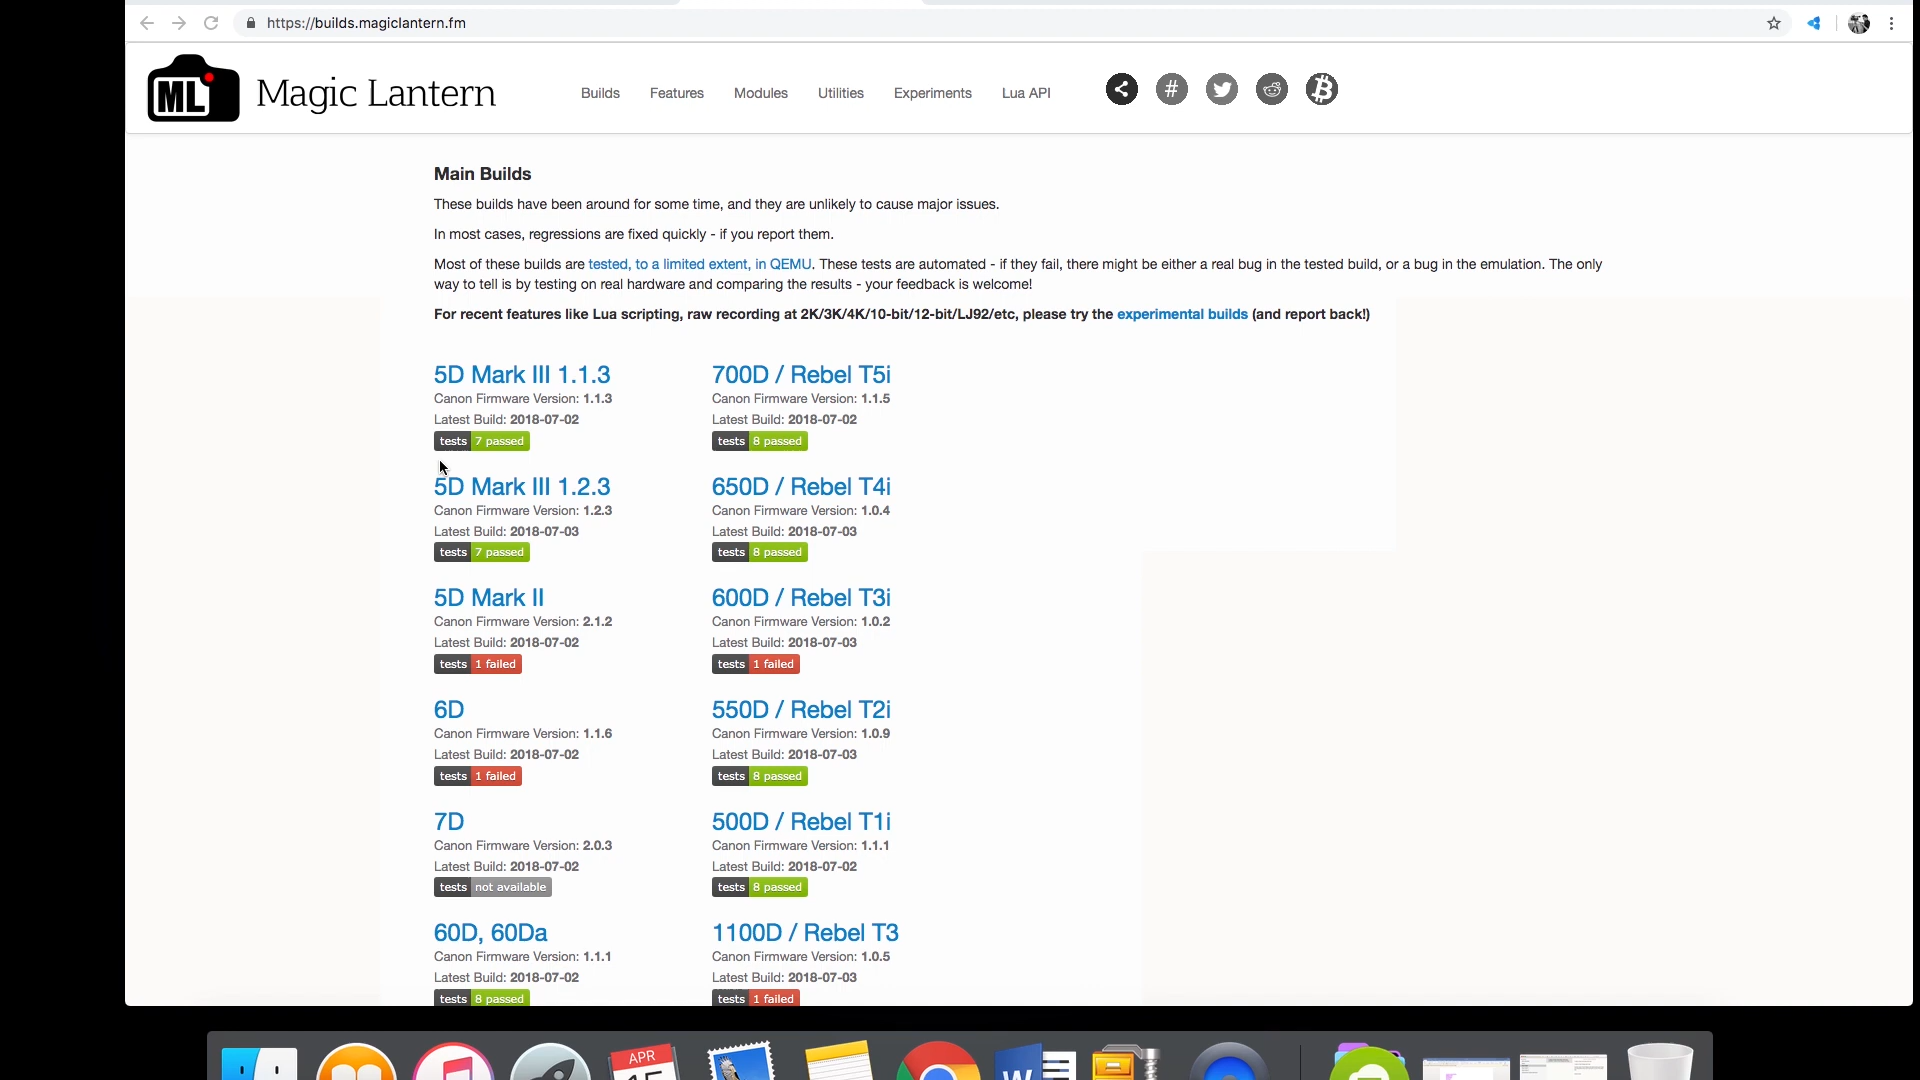 https://builds.magiclantern.fm
ML
Magic Lantern
Builds
Features
Modules
Utilities
Experiments
Lua API
#
Main Builds
These builds have been around for some time, and they are unlikely to cause major issues.
In most cases, regressions are fixed quickly - if you report them.
Most of these builds are tested, to a limited extent, in QEMU. These tests are automated - if they fail, there might be either a real bug in the tested build, or a bug in the emulation. The only
way to tell is by testing on real hardware and comparing the results - your feedback is welcome!
For recent features like Lua scripting, raw recording at 2K/3K/4K/10-bit/12-bit/LJ92/etc, please try the experimental builds (and report back!)
5D Mark III 1.1.3
Canon Firmware Version: 1.1.3
Latest Build: 2018-07-02
tests 7 passed
700D / Rebel T5i
Canon Firmware Version: 1.1.5
Latest Build: 2018-07-02
tests 8 passed
5D Mark III 1.2.3
Canon Firmware Version: 1.2.3
Latest Build: 2018-07-03
tests 7 passed
650D / Rebel T4i
Canon Firmware Version: 1.0.4
Latest Build: 2018-07-03
tests 8 passed
5D Mark II
Canon Firmware Version: 2.1.2
Latest Build: 2018-07-02
tests 1 failed
600D / Rebel T3i
Canon Firmware Version: 1.0.2
Latest Build: 2018-07-03
tests 1 failed
6D
Canon Firmware Version: 1.1.6
Latest Build: 2018-07-02
tests 1 failed
550D / Rebel T2i
Canon Firmware Version: 1.0.9
Latest Build: 2018-07-03
tests 8 passed
7D
Canon Firmware Version: 2.0.3
Latest Build: 2018-07-02
tests not available
500D / Rebel T1i
Canon Firmware Version: 1.1.1
Latest Build: 2018-07-02
tests 8 passed
60D, 60Da
Canon Firmware Version: 1.1.1
Latest Build: 2018-07-02
tests 8 passed
1100D / Rebel T3
Canon Firmware Version: 1.0.5
Latest Build: 2018-07-03
tests 1 failed
APR
W